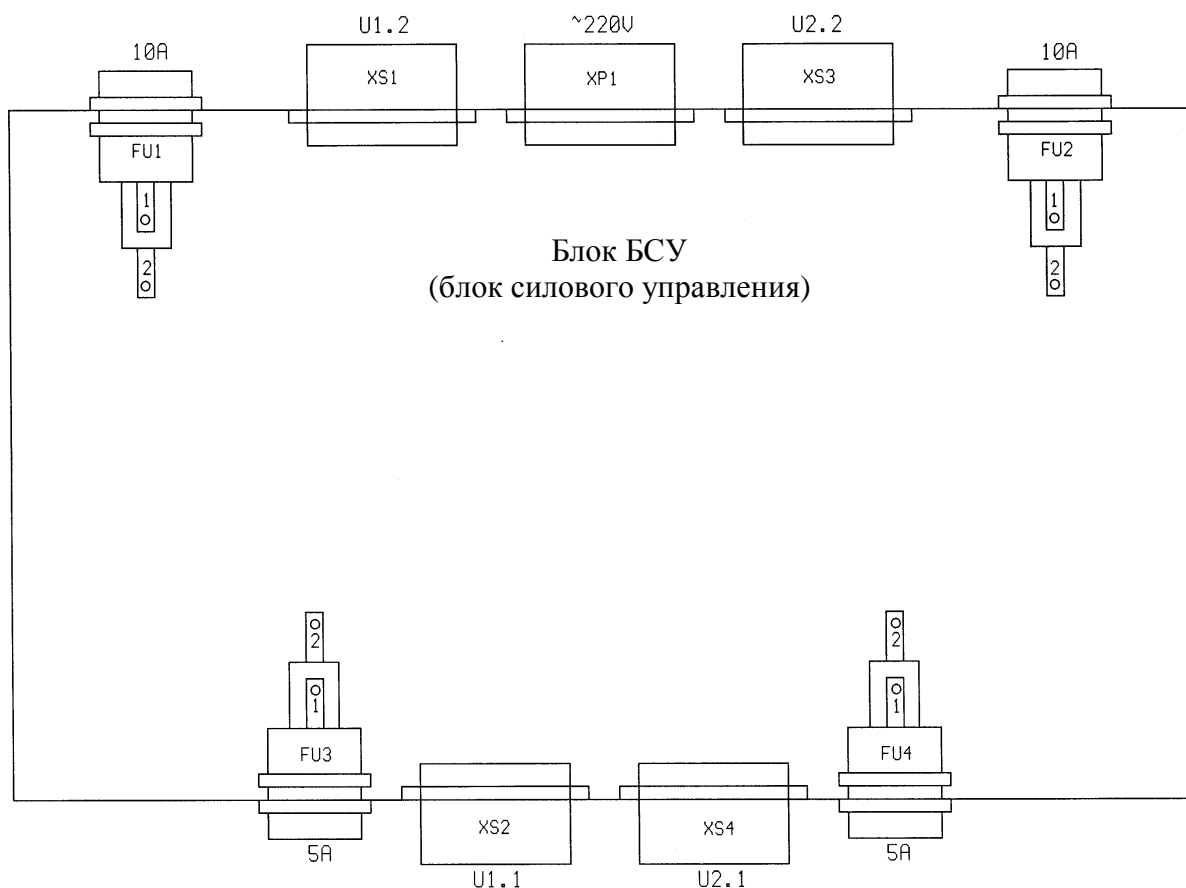 U1.2 ~220V U2.2
10A 10A
XS1 XP1 XS3
FU1 FU2
1 1
2 2
Блок БСУ
(блок силового управления)
2 2
1 1
FU3 FU4
XS2 XS4
5A 5A
U1.1 U2.1